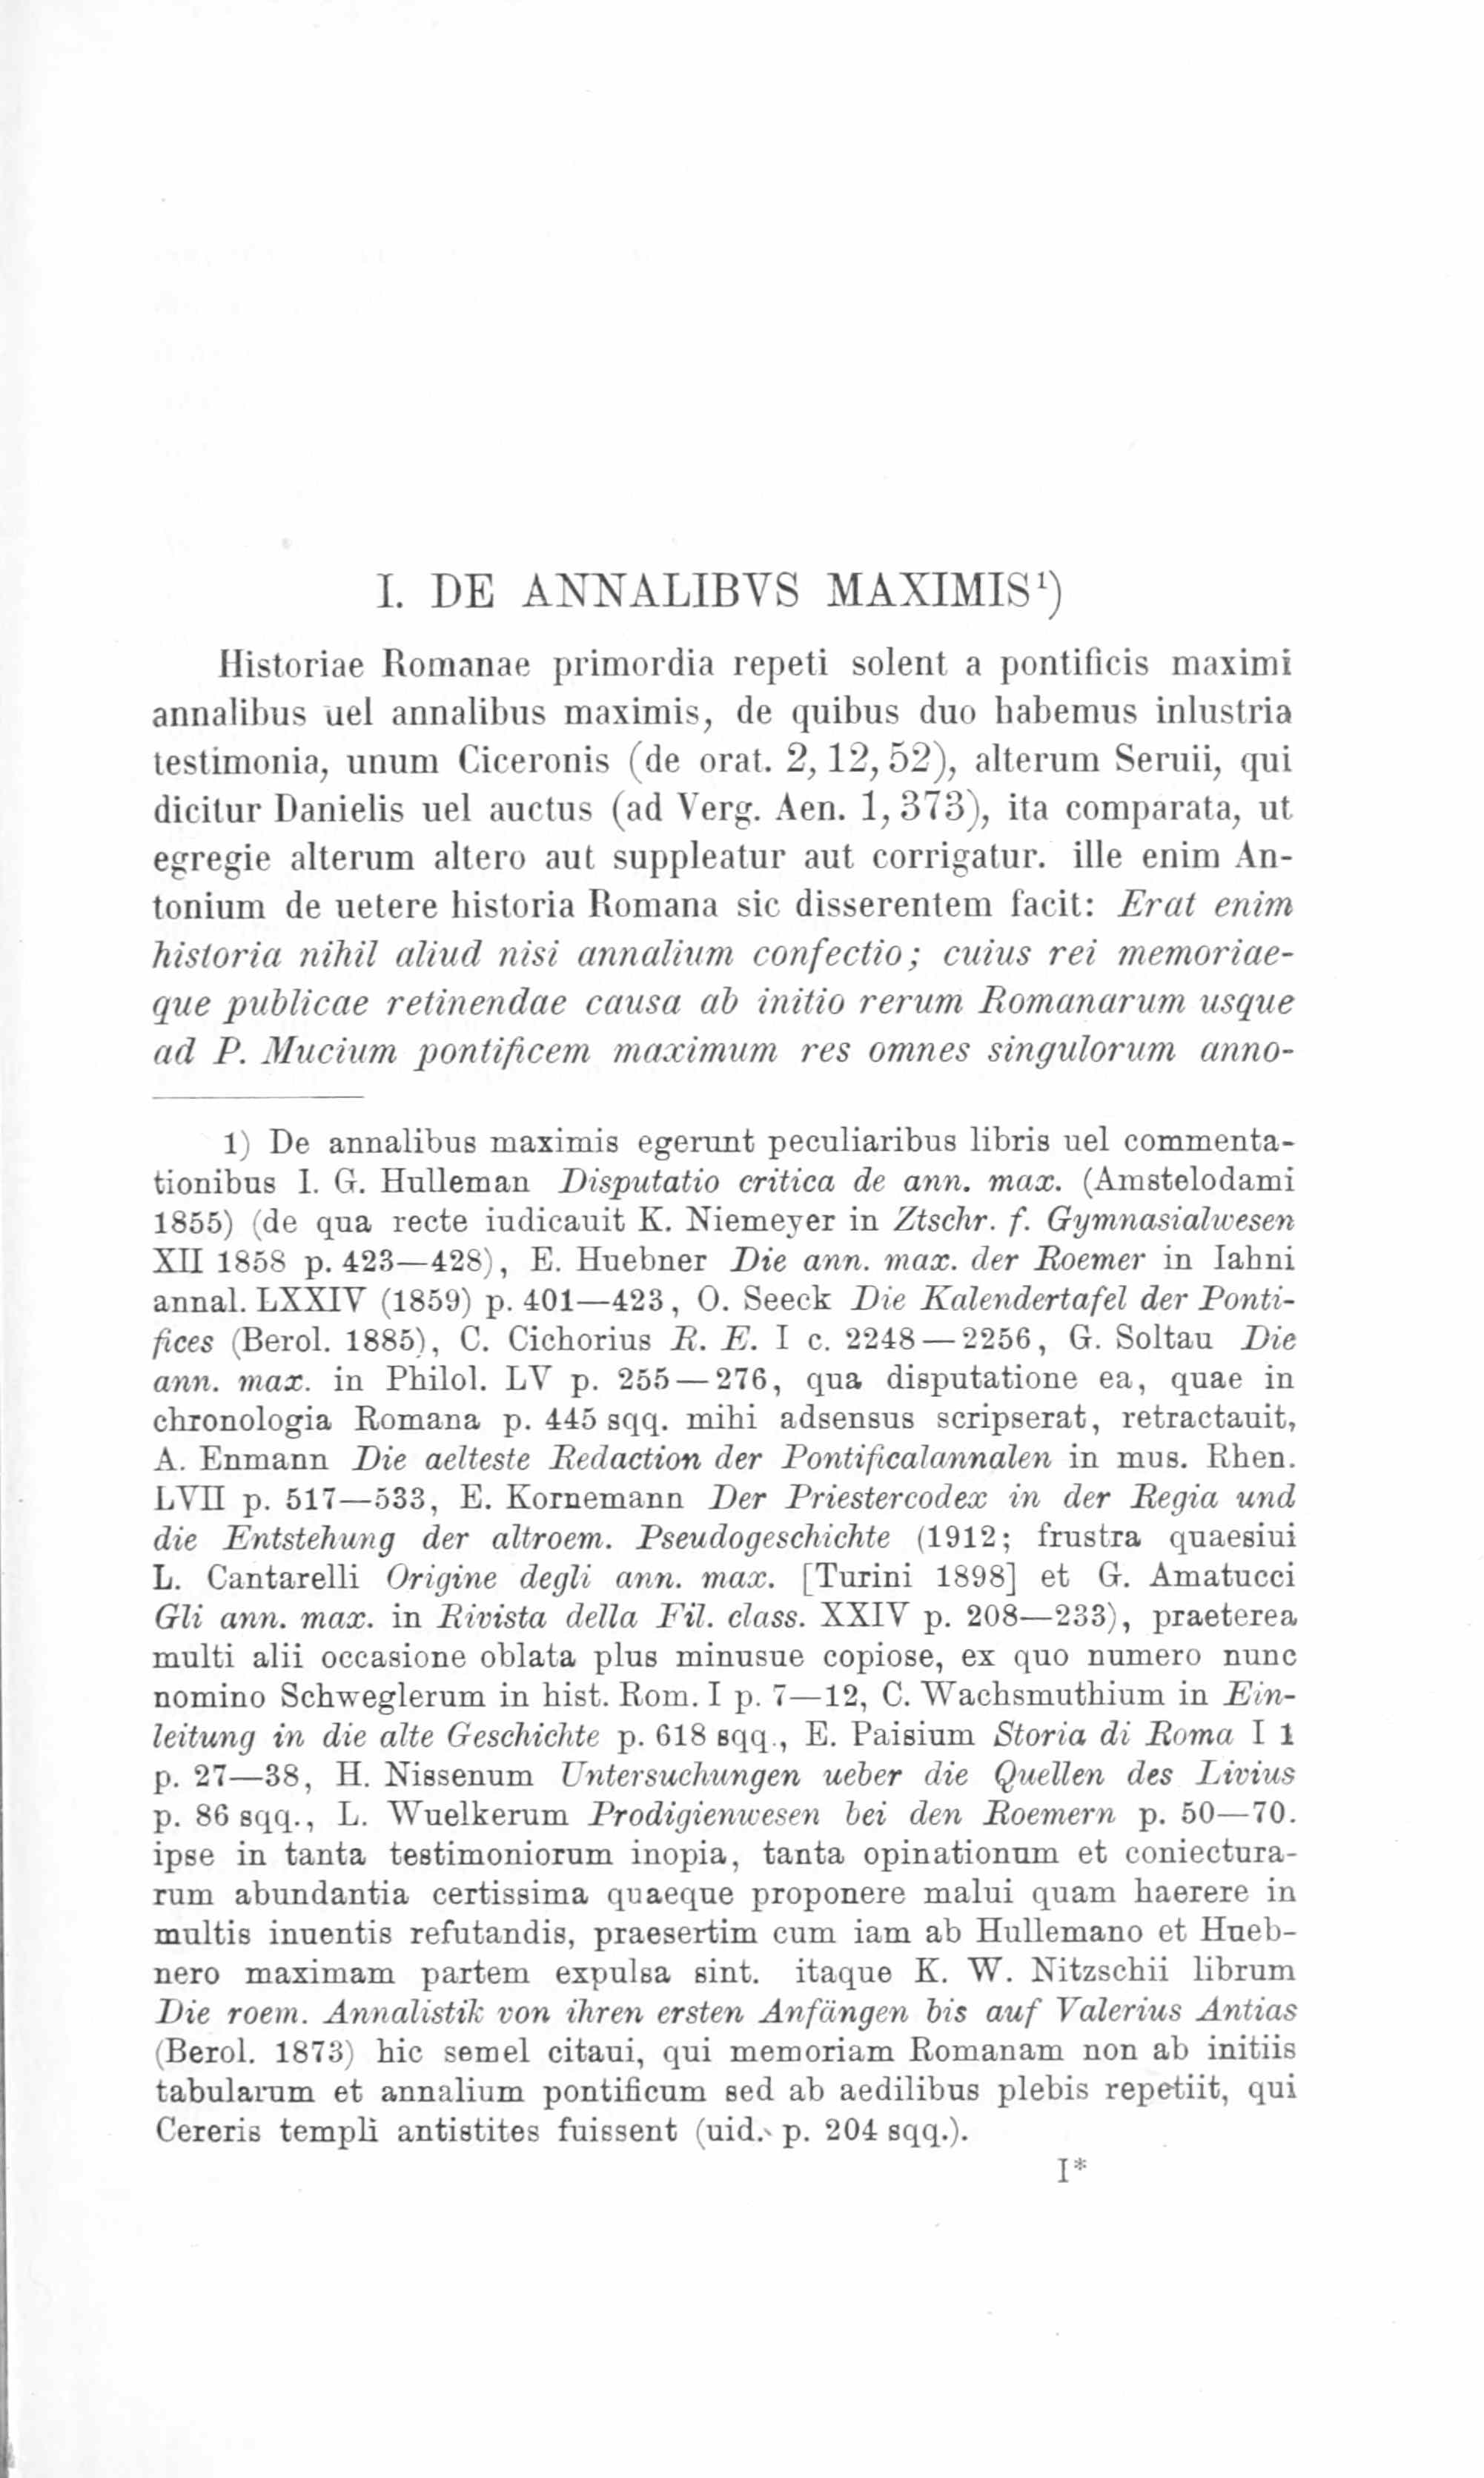 I. DE ANNALIBVS MAXIMIS¹)
Historiae Romanae primordia repeti solent a pontificis maximi
annalibus uel annalibus maximis, de quibus duo habemus inlustria
testimonia, unum Ciceronis (de orat. 2, 12, 52), alterum Seruii, qui
dicitur Danielis uel auctus (ad Verg. Aen. 1, 373), ita comparata, ut
egregie alterum altero aut suppleatur aut corrigatur. ille enim An-
tonium de uetere historia Romana sic disserentem facit: Erat enim
historia nihil aliud nisi annalium confectio; cuius rei memoriae-
que publicae retinendae causa ab initio rerum Romanarum usque
ad P. Mucium pontificem maximum res omnes singulorum anno-
1) De annalibus maximis egerunt peculiaribus libris uel commenta-
tionibus I. G. Hulleman Disputatio critica de ann. max. (Amstelodami
1855) (de qua recte iudicauit K. Niemeyer in Ztschr. f. Gymnasialwesen
XII 1858 p. 423—428), E. Huebner Die ann. max. der Roemer in Iahni
annal. LXXIV (1859) p. 401—423, O. Seeck Die Kalendertafel der Ponti-
fices (Berol. 1885), C. Cichorius R. E. I c. 2248—2256, G. Soltau Die
ann. max. in Philol. LV p. 255—276, qua disputatione ea, quae in
chronologia Romana p. 445 sqq. mihi adsensus scripserat, retractauit,
A. Enmann Die aelteste Redaction der Pontificalannalen in mus. Rhen.
LVII p. 517—533, E. Kornemann Der Priestercodex in der Regia und
die Entstehung der altroem. Pseudogeschichte (1912; frustra quaesiui
L. Cantarelli Origine degli ann. max. [Turini 1898] et G. Amatucci
Gli ann. max. in Rivista della Fil. class. XXIV p. 208—233), praeterea
multi alii occasione oblata plus minusue copiose, ex quo numero nunc
nomino Schweglerum in hist. Rom. I p. 7—12, C. Wachsmuthium in Ein-
leitung in die alte Geschichte p. 618 sqq., E. Paisium Storia di Roma I 1
p. 27—38, H. Nissenum Untersuchungen ueber die Quellen des Livius
p. 86 sqq., L. Wuelkerum Prodigienwesen bei den Roemern p. 50—70.
ipse in tanta testimoniorum inopia, tanta opinationum et coniectura-
rum abundantia certissima quaeque proponere malui quam haerere in
multis inuentis refutandis, praesertim cum iam ab Hullemano et Hueb-
nero maximam partem expulsa sint. itaque K. W. Nitzschii librum
Die roem. Annalistik von ihren ersten Anfängen bis auf Valerius Antias
(Berol. 1873) hic semel citaui, qui memoriam Romanam non ab initiis
tabularum et annalium pontificum sed ab aedilibus plebis repetiit, qui
Cereris templi antistites fuissent (uid. p. 204 sqq.).
I*